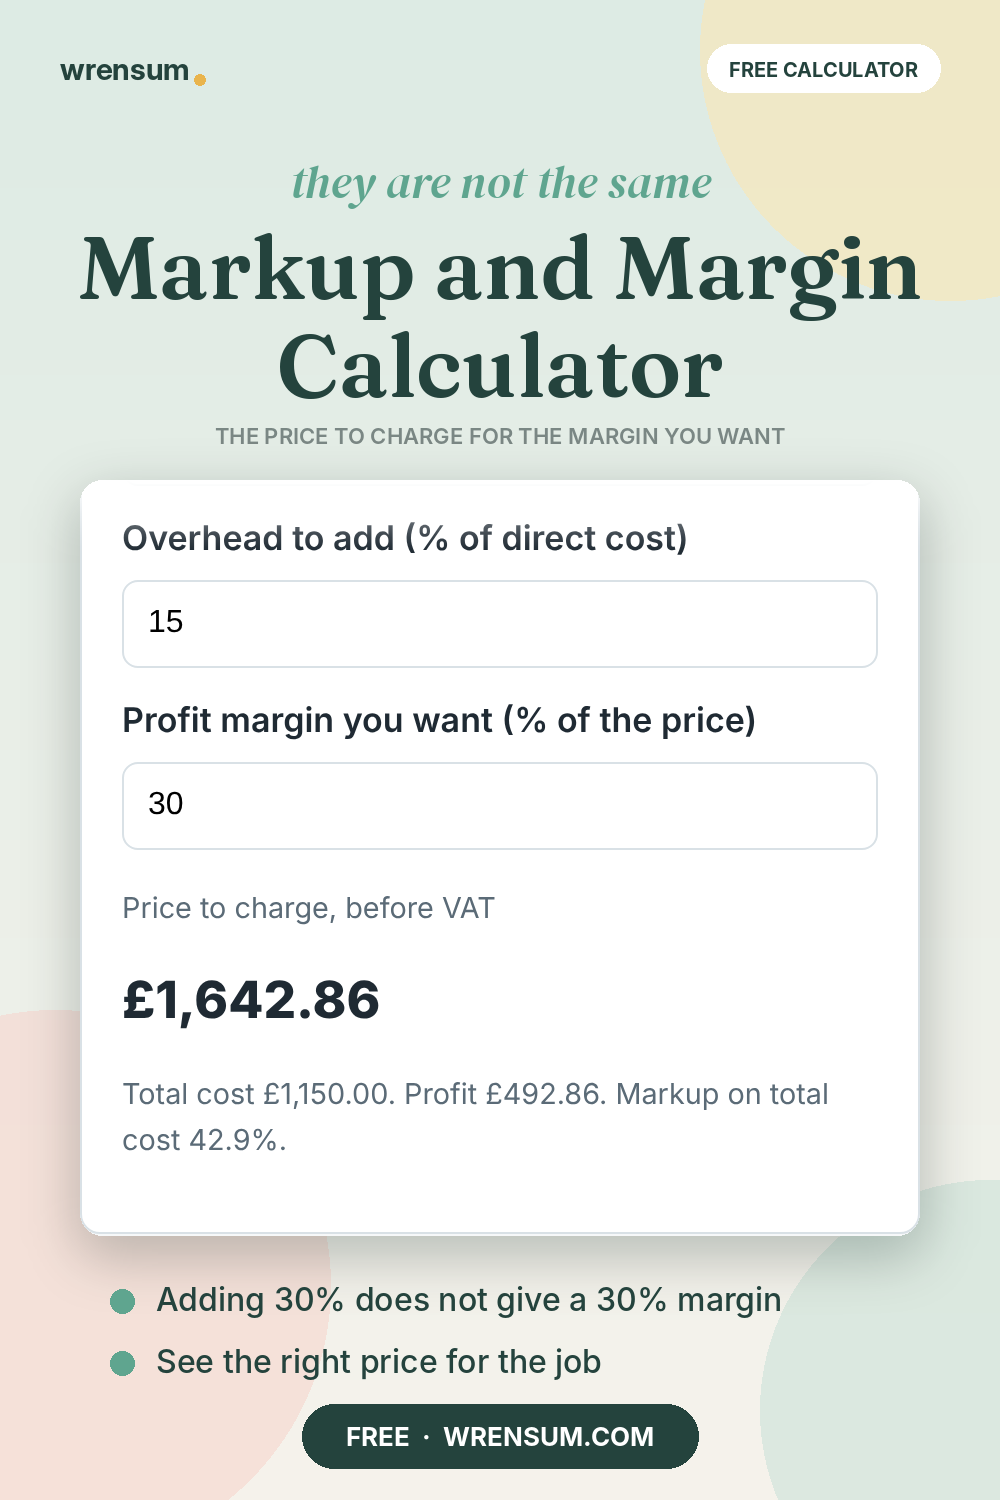 wrensum
FREE CALCULATOR
they are not the same
Markup and Margin
Calculator
THE PRICE TO CHARGE FOR THE MARGIN YOU WANT
Overhead to add (% of direct cost)
15
Profit margin you want (% of the price)
30
Price to charge, before VAT
£1,642.86
Total cost £1,150.00. Profit £492.86. Markup on total
cost 42.9%.
Adding 30% does not give a 30% margin
See the right price for the job
FREE · WRENSUM.COM